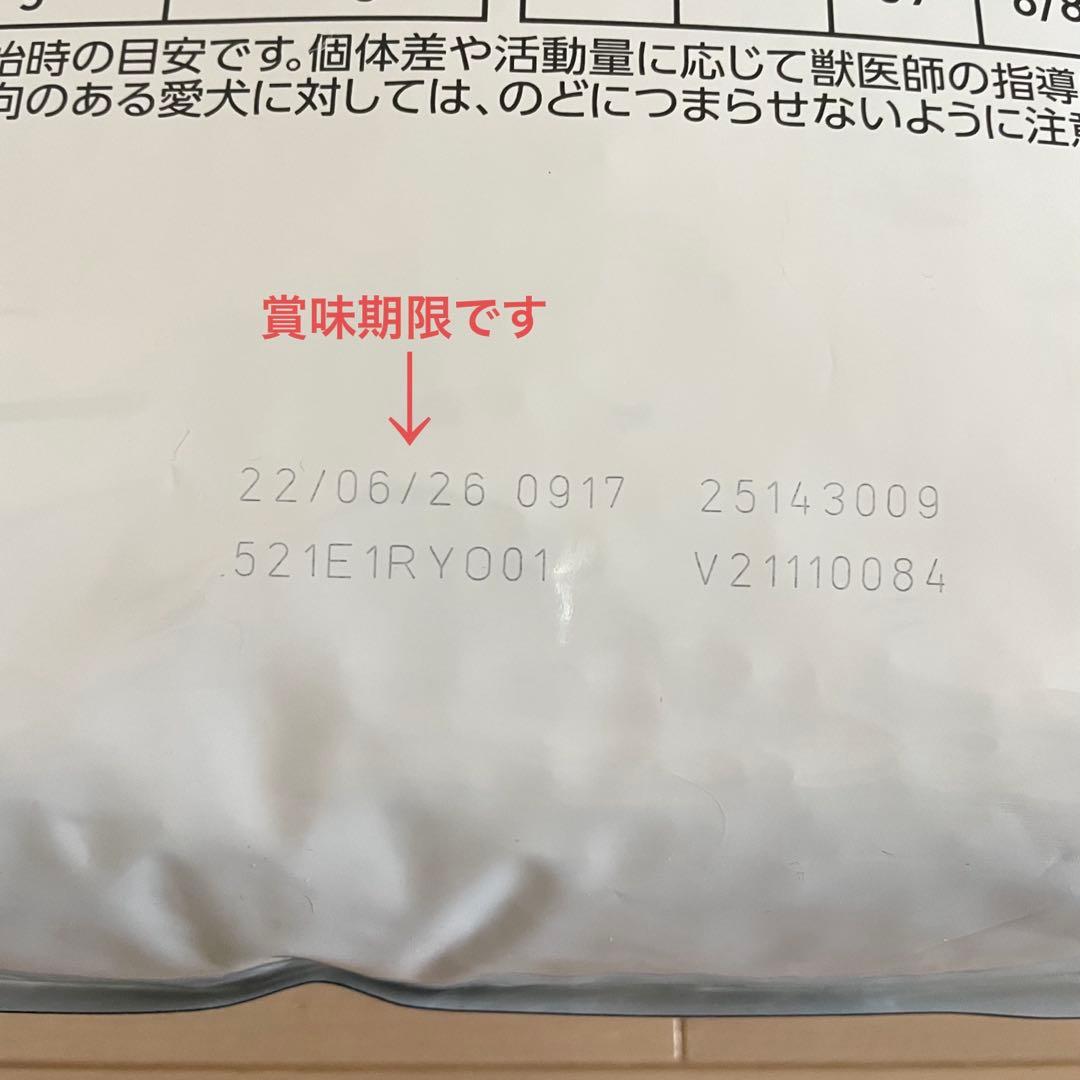 治時の目安です。個体差や活動量に応じて獣医師の指導
向のある愛犬に対しては、のどにつまらせないように注意
賞味期限です
22/06/26 0917 25143009
521E1RY001 V21110084